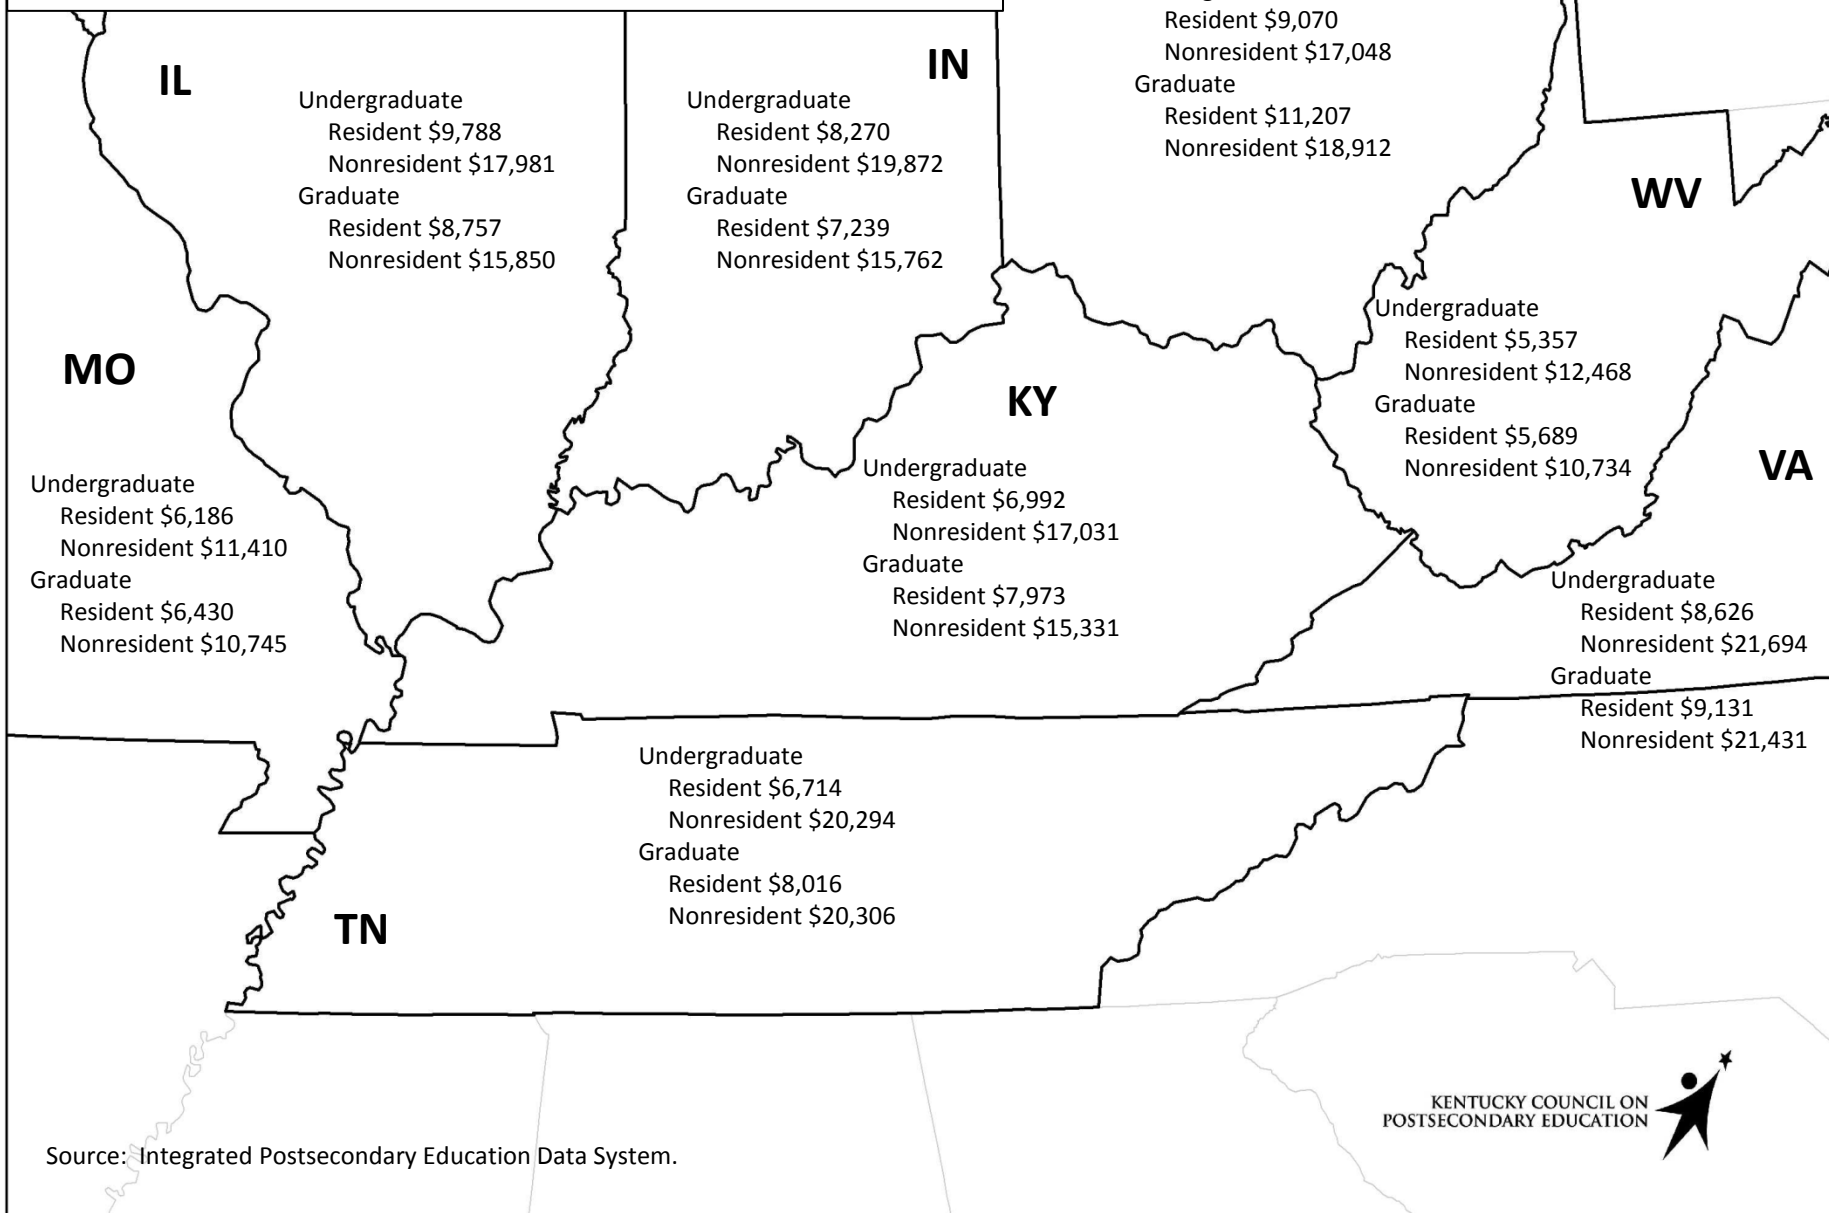 Resident $9,070
Nonresident $17,048
Graduate
Resident $11,207
Nonresident $18,912
IL
IN
Undergraduate
Resident $9,788
Nonresident $17,981
Graduate
Resident $8,757
Nonresident $15,850
Undergraduate
Resident $8,270
Nonresident $19,872
Graduate
Resident $7,239
Nonresident $15,762
WV
Undergraduate
Resident $5,357
Nonresident $12,468
Graduate
Resident $5,689
Nonresident $10,734
MO
Undergraduate
Resident $6,186
Nonresident $11,410
Graduate
Resident $6,430
Nonresident $10,745
KY
Undergraduate
Resident $6,992
Nonresident $17,031
Graduate
Resident $7,973
Nonresident $15,331
VA
Undergraduate
Resident $8,626
Nonresident $21,694
Graduate
Resident $9,131
Nonresident $21,431
Undergraduate
Resident $6,714
Nonresident $20,294
Graduate
Resident $8,016
Nonresident $20,306
TN
KENTUCKY COUNCIL ON
POSTSECONDARY EDUCATION
Source: Integrated Postsecondary Education Data System.